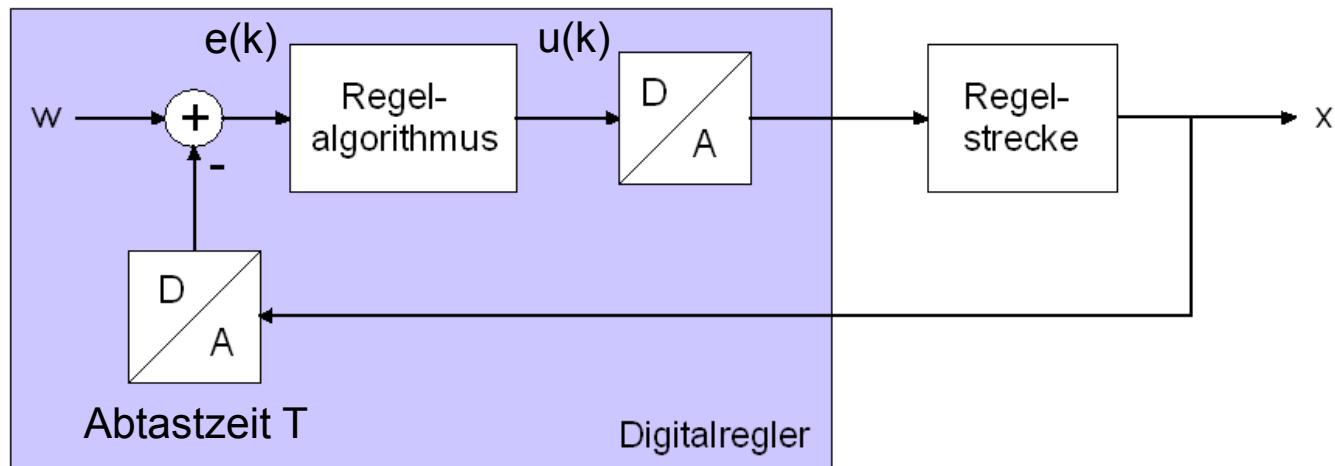 e(k)
u(k)
w
+
-
Regel-
algorithmus
D
A
Regel-
strecke
x
D
A
Abtastzeit T
Digitalregler